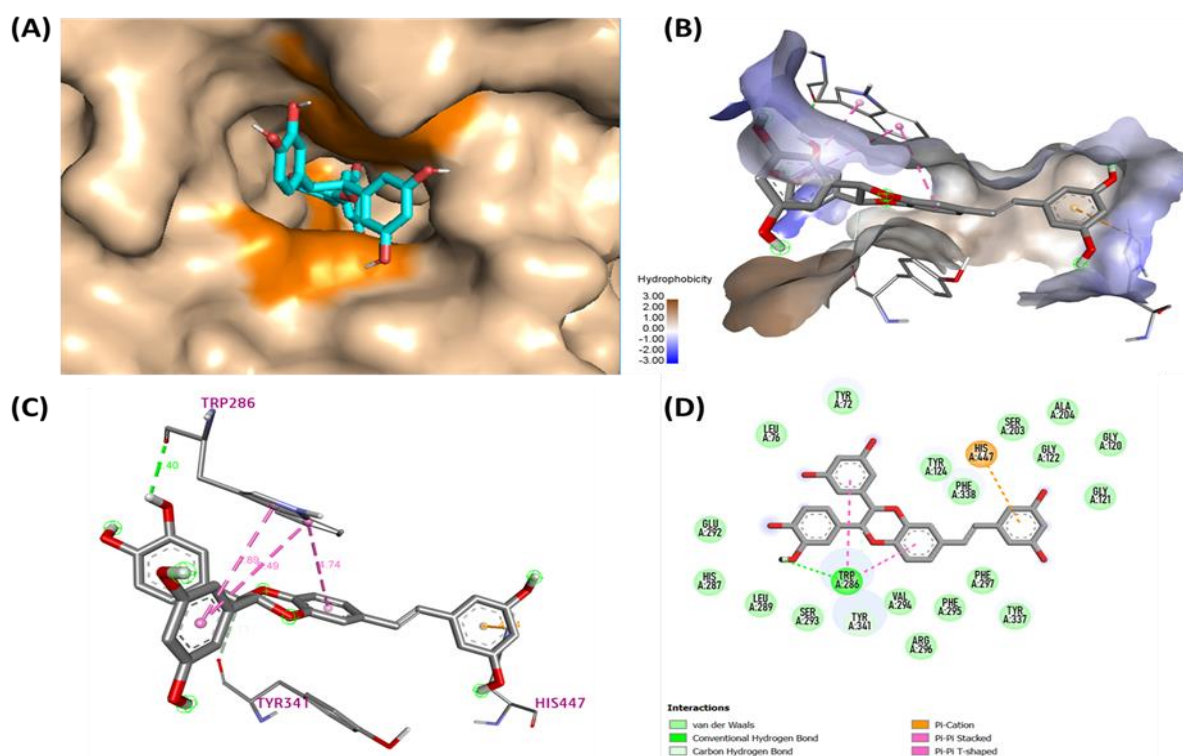 (A)
(B)
Hydrophobicity
3.00
2.00
1.00
0.00
-1.00
-2.00
-3.00
(C)
TRP286
.40
.89
.49
4.74
TYR341
HIS447
(D)
TYR
A:72
LEU
A:76
SER
A:203
ALA
A:204
HIS
A:447
GLY
A:122
GLY
A:120
TYR
A:124
PHE
A:338
GLY
A:121
GLU
A:292
HIS
A:287
TRP
A:286
LEU
A:289
SER
A:293
TYR
A:341
VAL
A:294
PHE
A:295
PHE
A:297
TYR
A:337
ARG
A:296
Interactions
van der Waals
Conventional Hydrogen Bond
Carbon Hydrogen Bond
Pi-Cation
Pi-Pi Stacked
Pi-Pi T-shaped